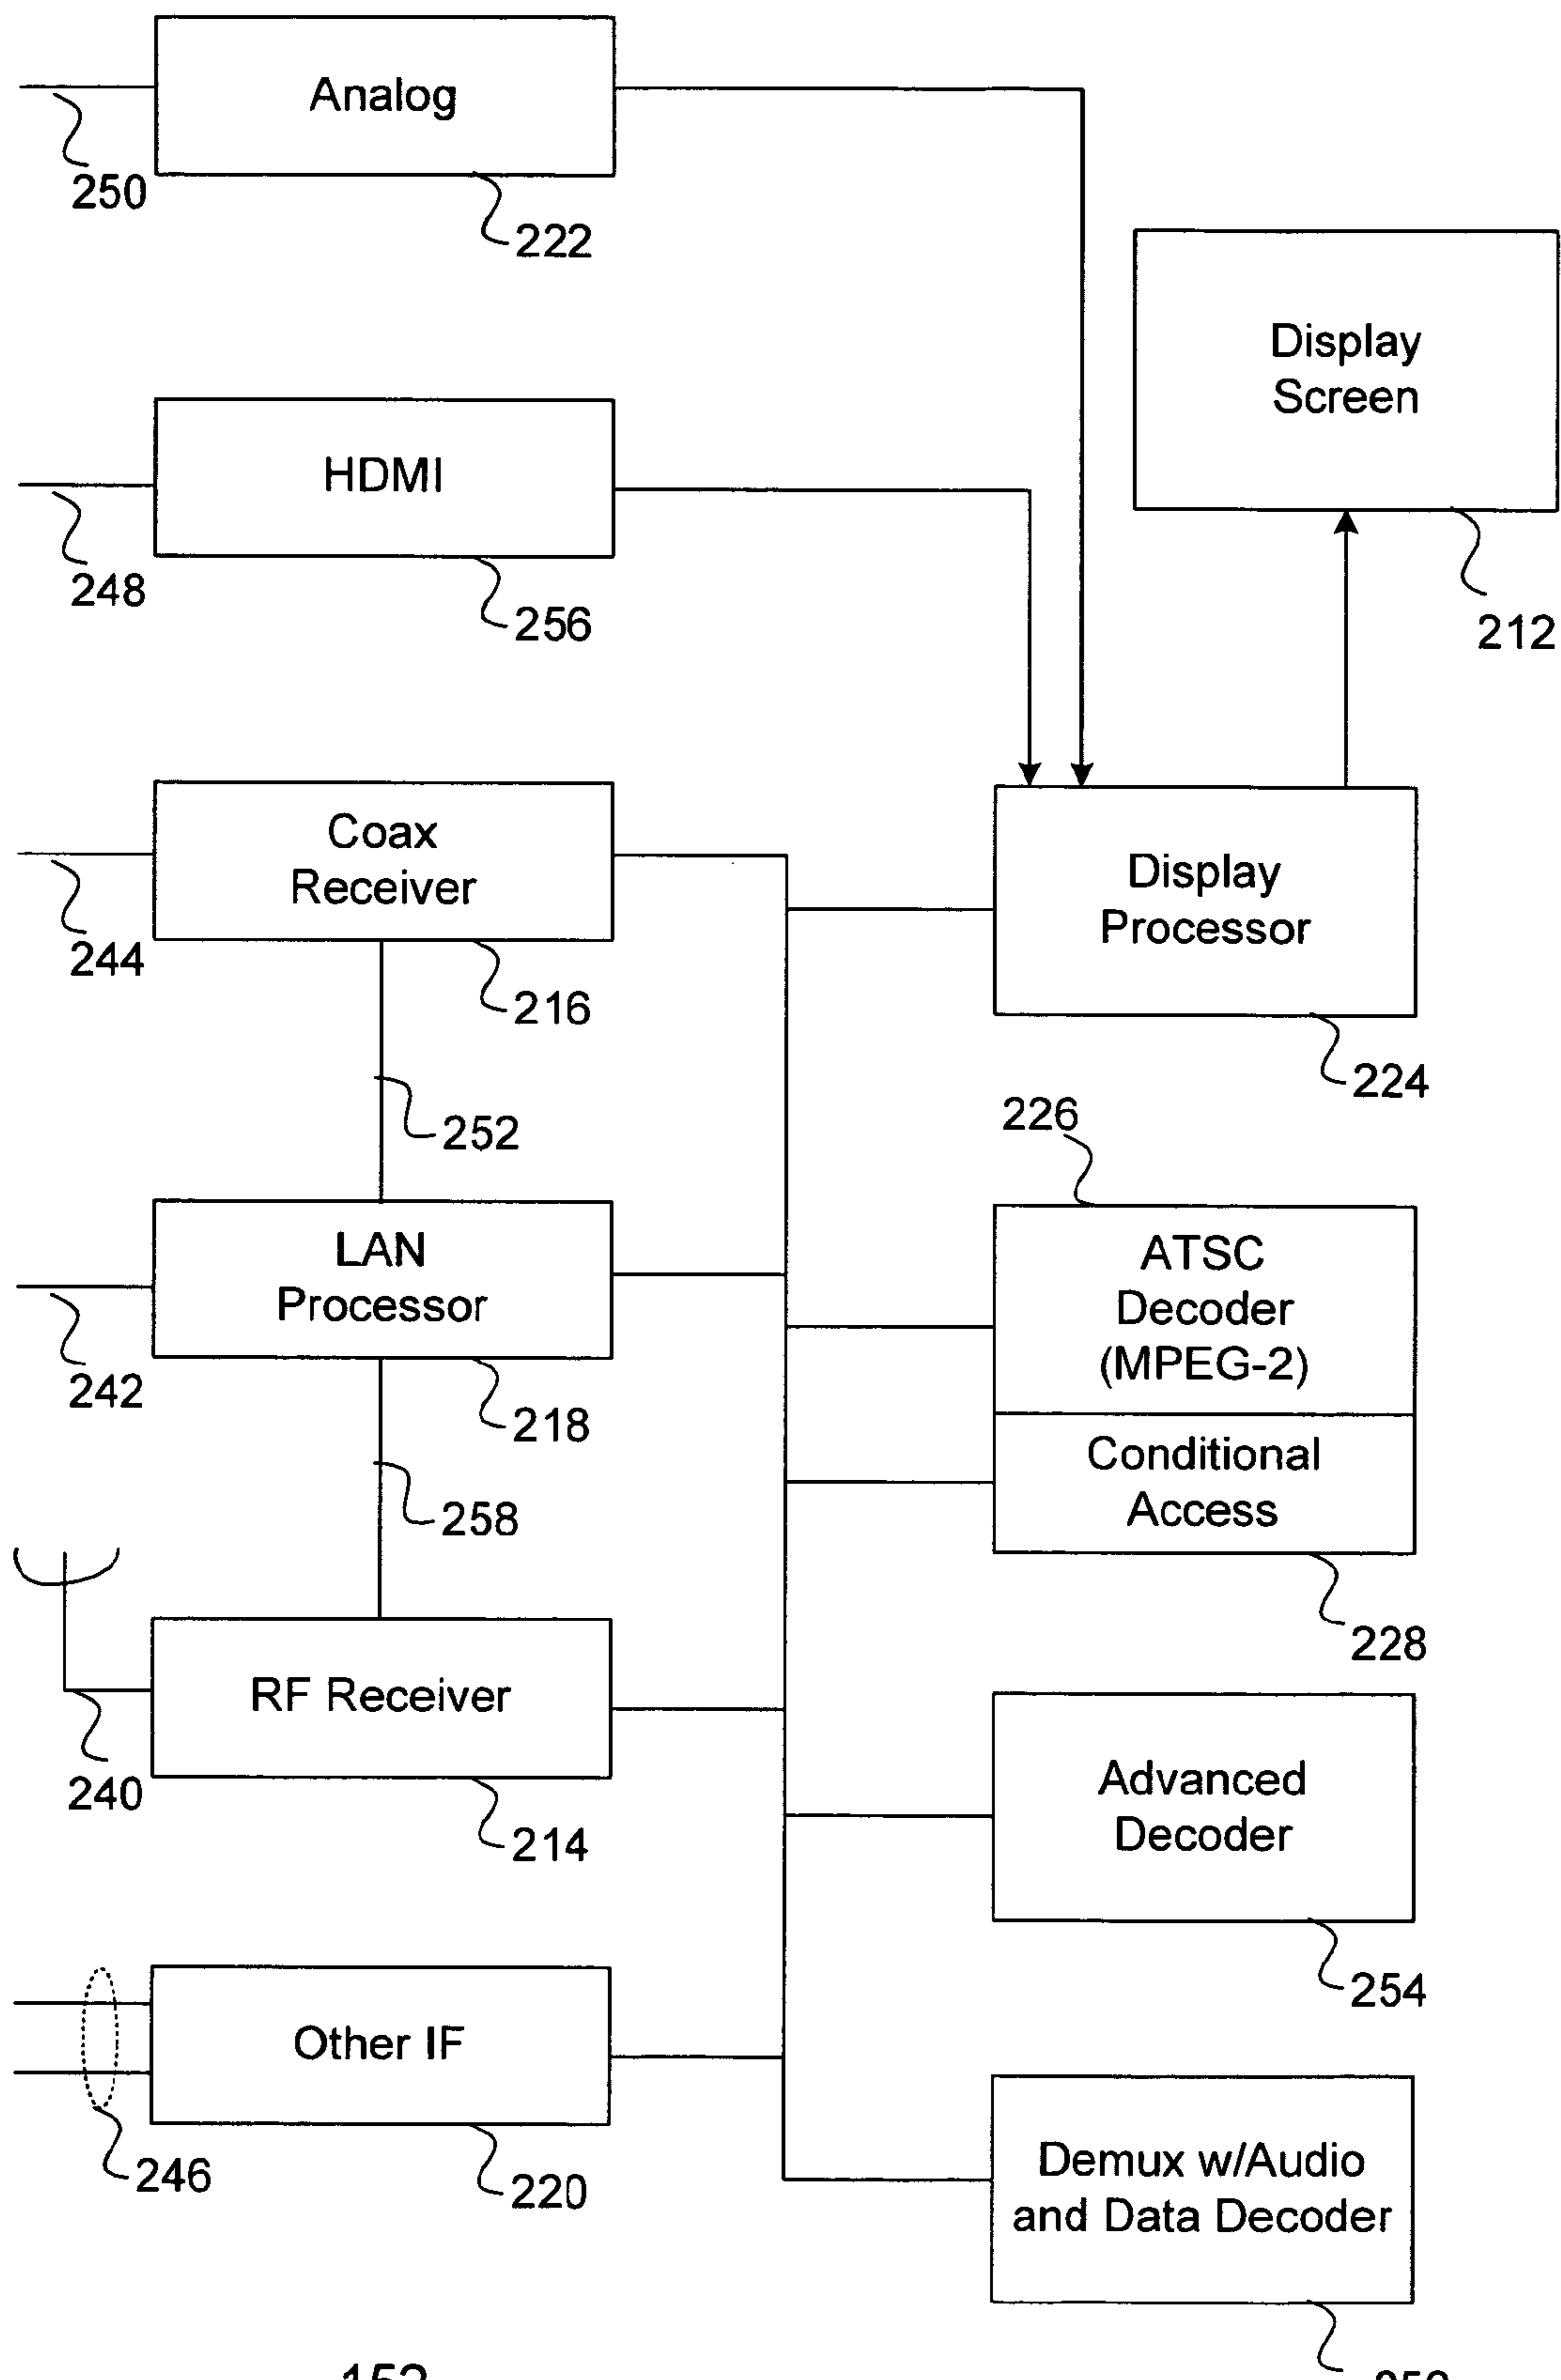 Analog
250
222
Display
Screen
HDMI
248
256
212
Coax
Receiver
Display
Processor
244
216
224
252
226
LAN
Processor
ATSC
Decoder
(MPEG-2)
242
218
Conditional
Access
258
228
RF Receiver
240
214
Advanced
Decoder
254
Other IF
246
220
Demux w/Audio
and Data Decoder